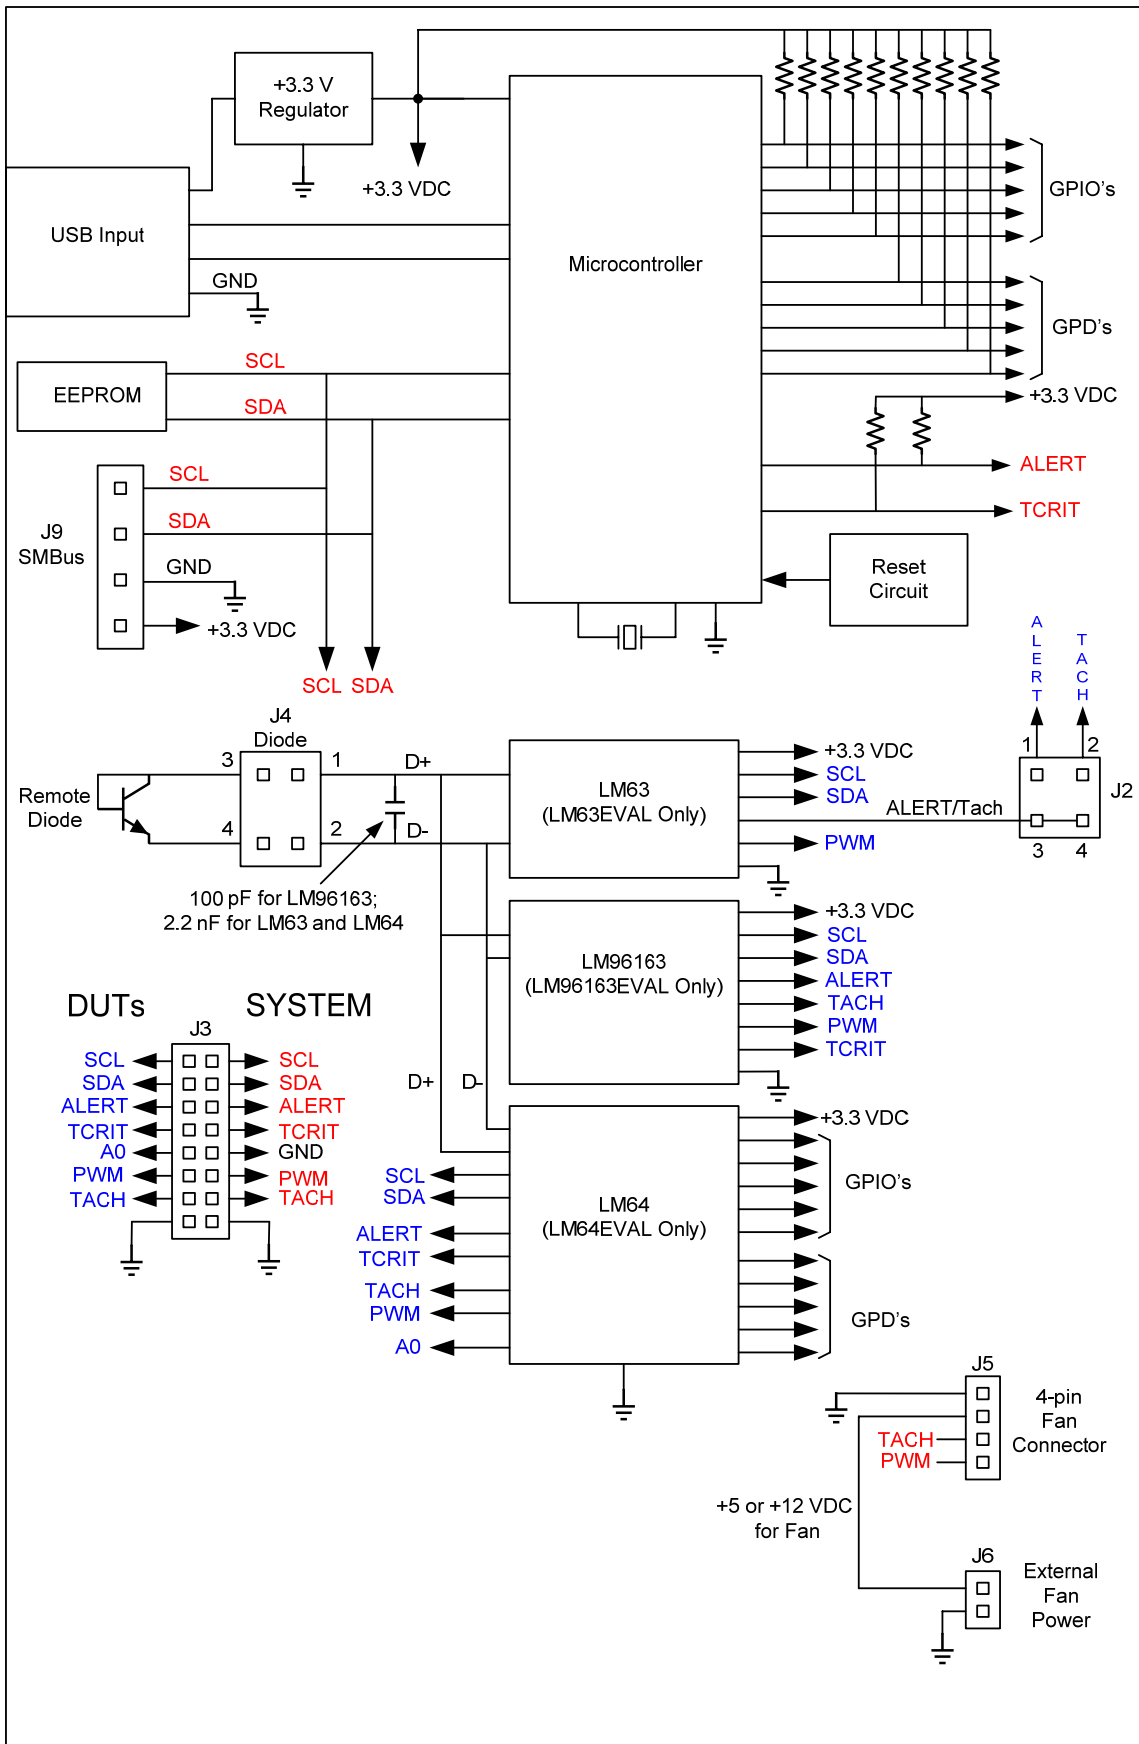 +3.3 V
Regulator
+3.3 VDC
USB Input
GND
Microcontroller
GPIO's
GPD's
+3.3 VDC
EEPROM
SCL
SDA
ALERT
TCRIT
J9
SMBus
SCL
SDA
GND
+3.3 VDC
Reset
Circuit
SCL SDA
ALERT
TACH
J4
Diode
3
1
4
2
Remote
Diode
D+
D-
100 pF for LM96163;
2.2 nF for LM63 and LM64
LM63
(LM63EVAL Only)
+3.3 VDC
SCL
SDA
ALERT/Tach
PWM
1
2
J2
3
4
LM96163
(LM96163EVAL Only)
+3.3 VDC
SCL
SDA
ALERT
TACH
PWM
TCRIT
DUTs
SYSTEM
J3
SCL
SCL
SDA
SDA
ALERT
ALERT
TCRIT
TCRIT
A0
GND
PWM
PWM
TACH
TACH
D+
D-
LM64
(LM64EVAL Only)
SCL
SDA
ALERT
TCRIT
TACH
PWM
A0
+3.3 VDC
GPIO's
GPD's
J5
4-pin
Fan
Connector
TACH
PWM
+5 or +12 VDC
for Fan
J6
External
Fan
Power